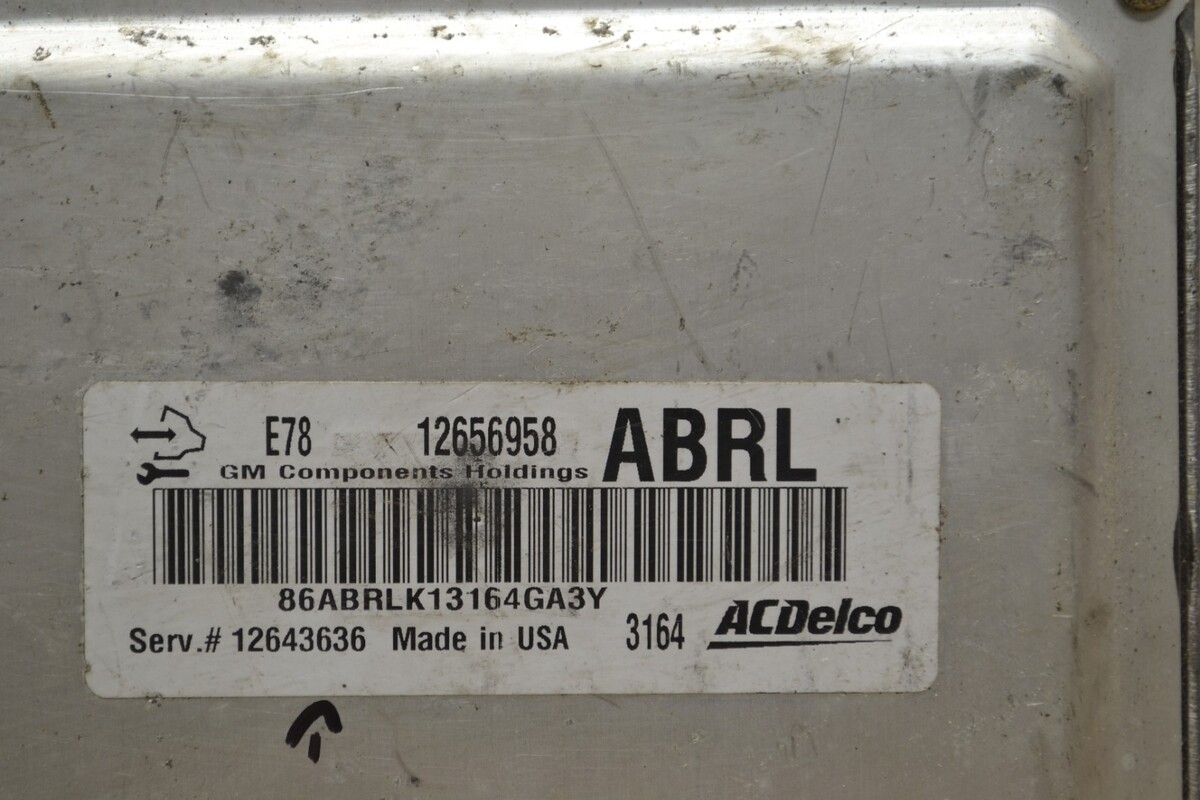 E78 12656958 ABRL
GM Components Holdings
86ABRLK13164GA3Y
Serv.# 12643636 Made in USA 3164 ACDelco